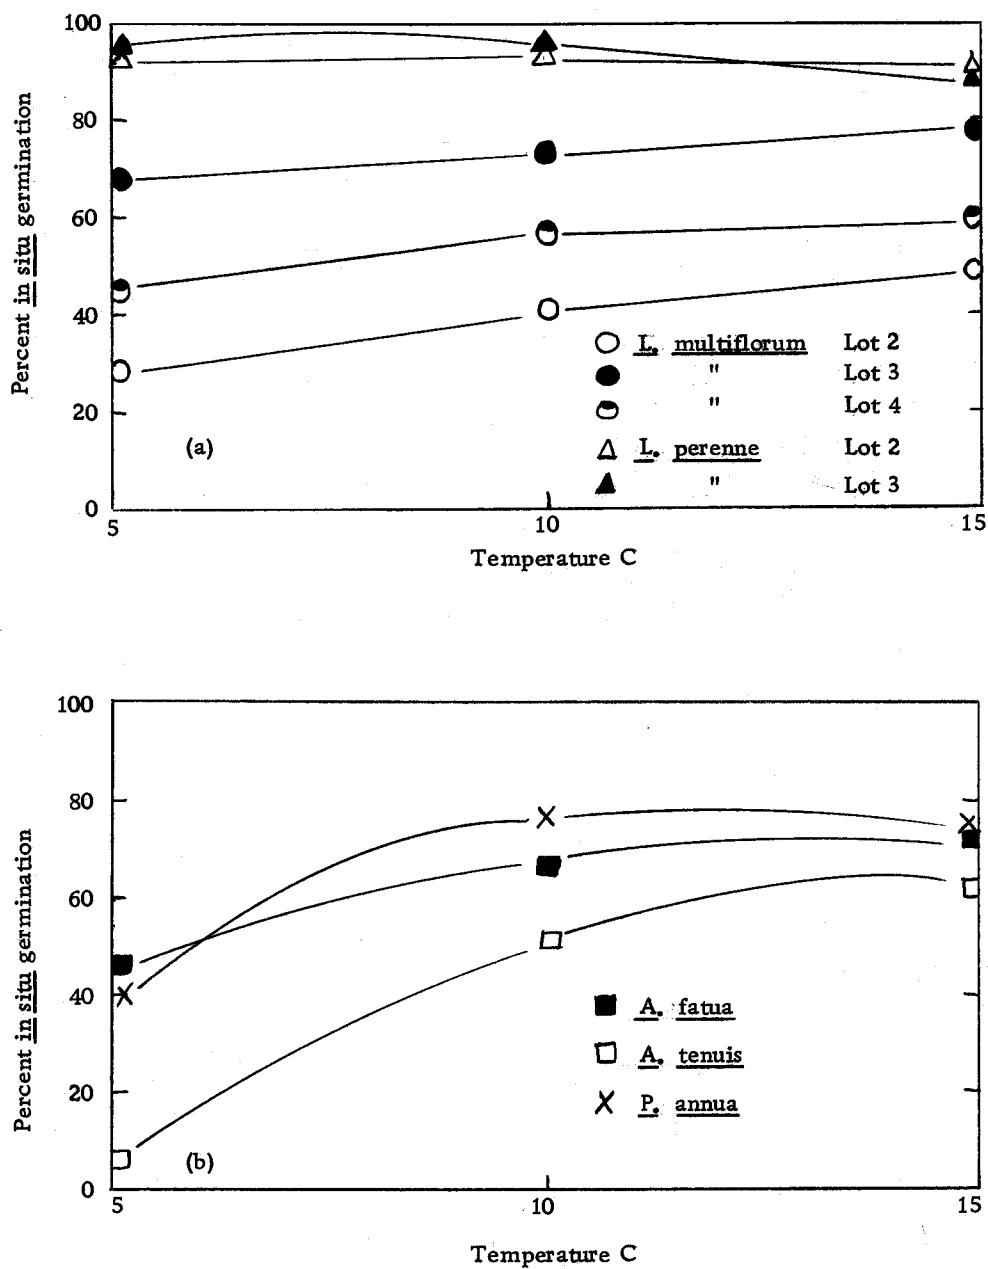 100
80
60
40
20
0
Percent in situ germination
L. multiflorum Lot 2
" Lot 3
" Lot 4
L. perenne Lot 2
" Lot 3
(a)
5 10 15
Temperature C
100
80
60
40
20
0
Percent in situ germination
A. fatua
A. tenuis
P. annua
(b)
5 10 15
Temperature C